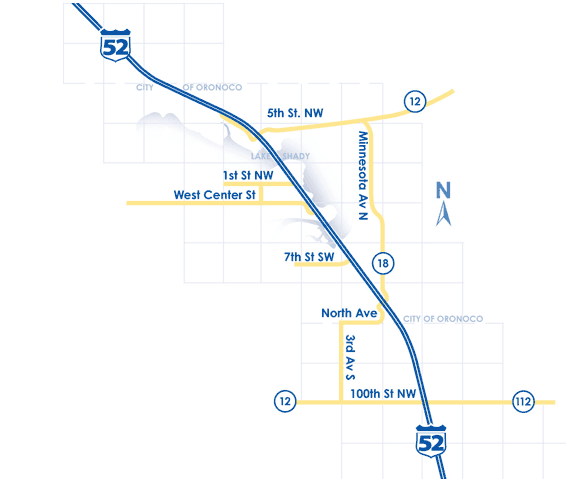 52
CITY OF ORONOCO
12
5th St. NW
Minnesota Av N
LAKE SHADY
1st St NW
West Center St
N
7th St SW
18
North Ave
CITY OF ORONOCO
3rd Av S
100th St NW
12
112
52